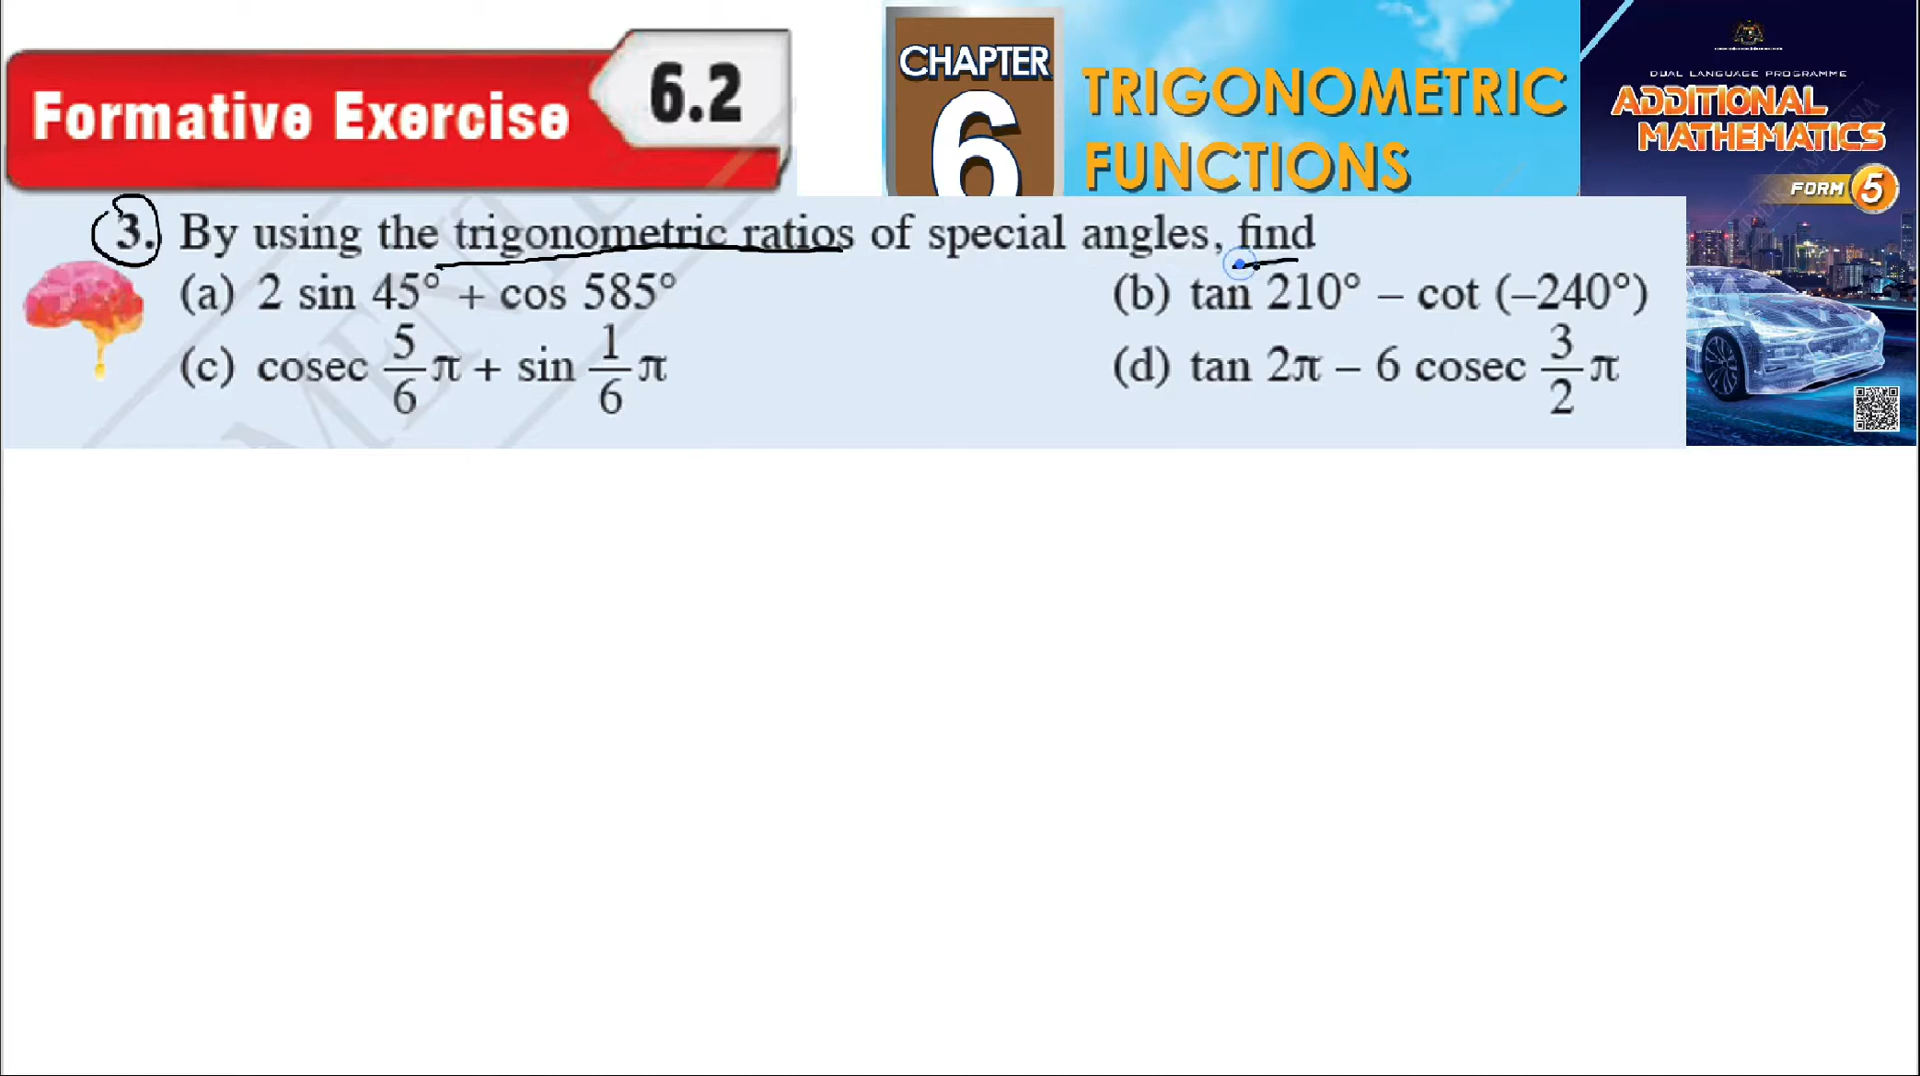 Formative Exercise 6.2
CHAPTER
6
TRIGONOMETRIC
FUNCTIONS
DUAL LANGUAGE PROGRAMME
ADDITIONAL
MATHEMATICS
FORM 5
3. By using the trigonometric ratios of special angles, find
(a) 2 sin 45° + cos 585°
(b) tan 210° – cot (–240°)
(c) cosec 5/6 π + sin 1/6 π
(d) tan 2π – 6 cosec 3/2 π